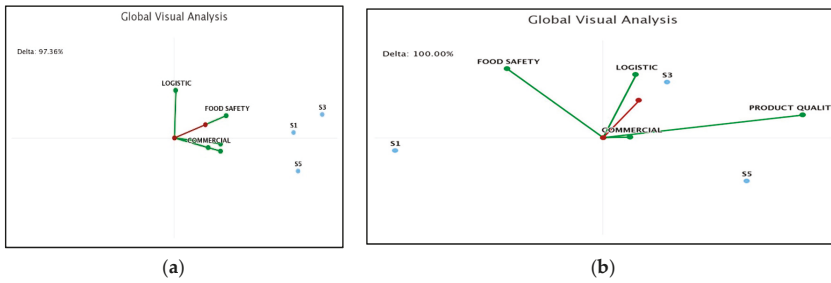 Global Visual Analysis
Delta: 97.36%
LOGISTIC
FOOD SAFETY
S3
S1
COMMERCIAL
S5
(a)
Global Visual Analysis
Delta: 100.00%
FOOD SAFETY
LOGISTIC
S3
PRODUCT QUALIT
COMMERCIAL
S1
S5
(b)